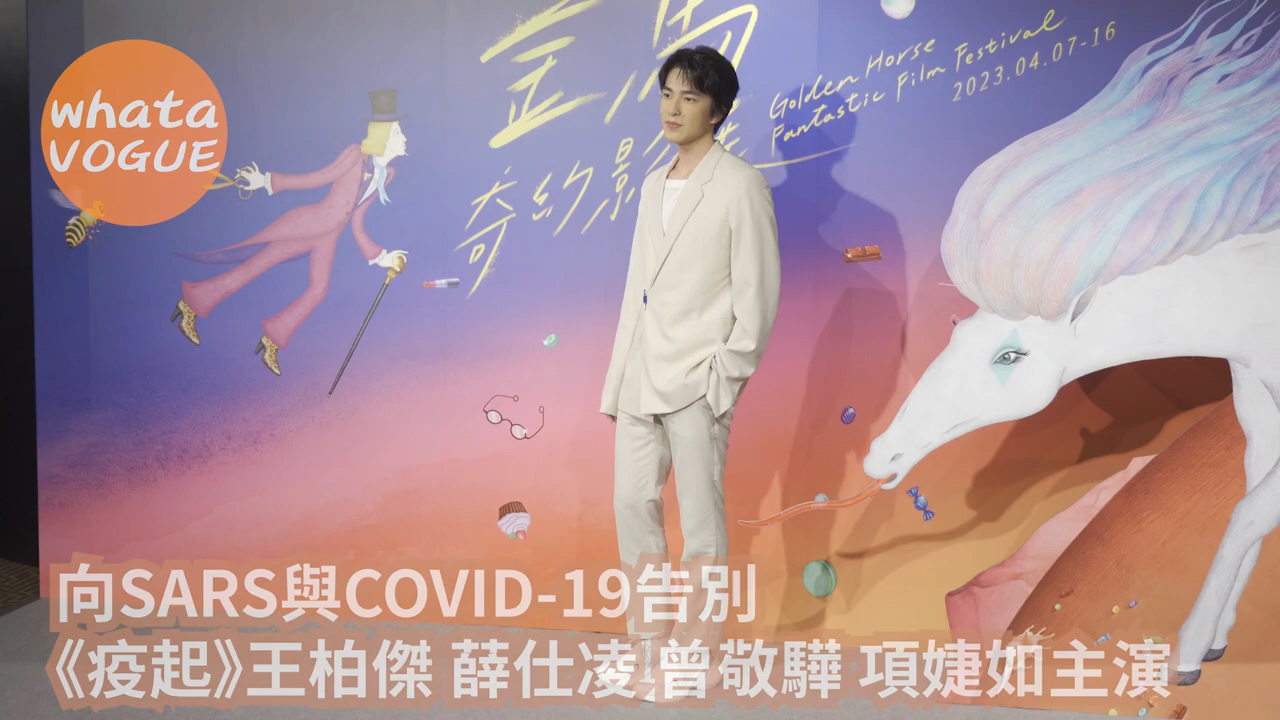 whata
VOGUE
金馬
奇幻影展
Golden Horse
Fantastic Film Festival
2023.04.07-16
向SARS與COVID-19告別
《疫起》王柏傑 薛仕凌 曾敬驊 項婕如主演